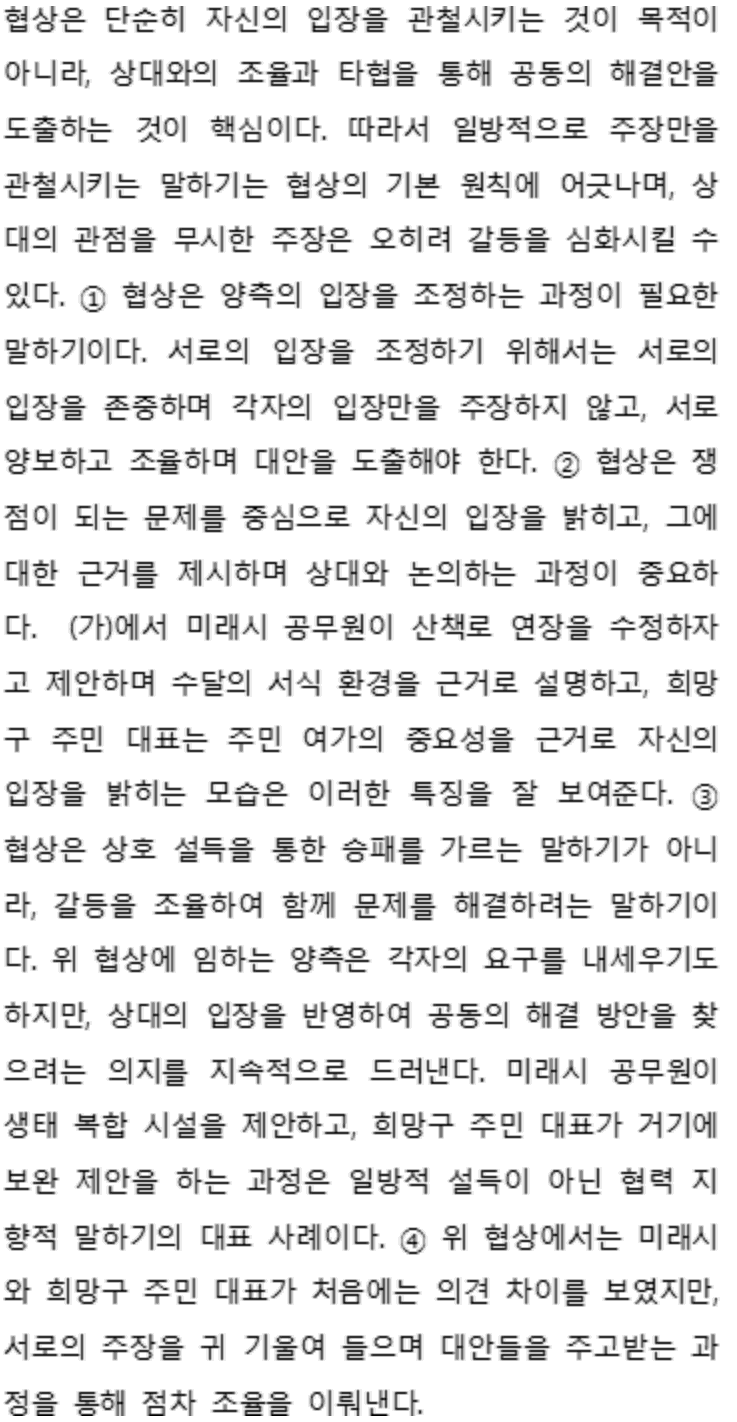 협상은 단순히 자신의 입장을 관철시키는 것이 목적이
아니라, 상대와의 조율과 타협을 통해 공동의 해결안을
도출하는 것이 핵심이다. 따라서 일방적으로 주장만을
관철시키는 말하기는 협상의 기본 원칙에 어긋나며, 상
대의 관점을 무시한 주장은 오히려 갈등을 심화시킬 수
있다. ① 협상은 양측의 입장을 조정하는 과정이 필요한
말하기이다. 서로의 입장을 조정하기 위해서는 서로의
입장을 존중하며 각자의 입장만을 주장하지 않고, 서로
양보하고 조율하며 대안을 도출해야 한다. ② 협상은 쟁
점이 되는 문제를 중심으로 자신의 입장을 밝히고, 그에
대한 근거를 제시하며 상대와 논의하는 과정이 중요하
다. (가)에서 미래시 공무원이 산책로 연장을 수정하자
고 제안하며 수달의 서식 환경을 근거로 설명하고, 희망
구 주민 대표는 주민 여가의 중요성을 근거로 자신의
입장을 밝히는 모습은 이러한 특징을 잘 보여준다. ③
협상은 상호 설득을 통한 승패를 가르는 말하기가 아니
라, 갈등을 조율하여 함께 문제를 해결하려는 말하기이
다. 위 협상에 임하는 양측은 각자의 요구를 내세우기도
하지만, 상대의 입장을 반영하여 공동의 해결 방안을 찾
으려는 의지를 지속적으로 드러낸다. 미래시 공무원이
생태 복합 시설을 제안하고, 희망구 주민 대표가 거기에
보완 제안을 하는 과정은 일방적 설득이 아닌 협력 지
향적 말하기의 대표 사례이다. ④ 위 협상에서는 미래시
와 희망구 주민 대표가 처음에는 의견 차이를 보였지만,
서로의 주장을 귀 기울여 들으며 대안들을 주고받는 과
정을 통해 점차 조율을 이뤄낸다.